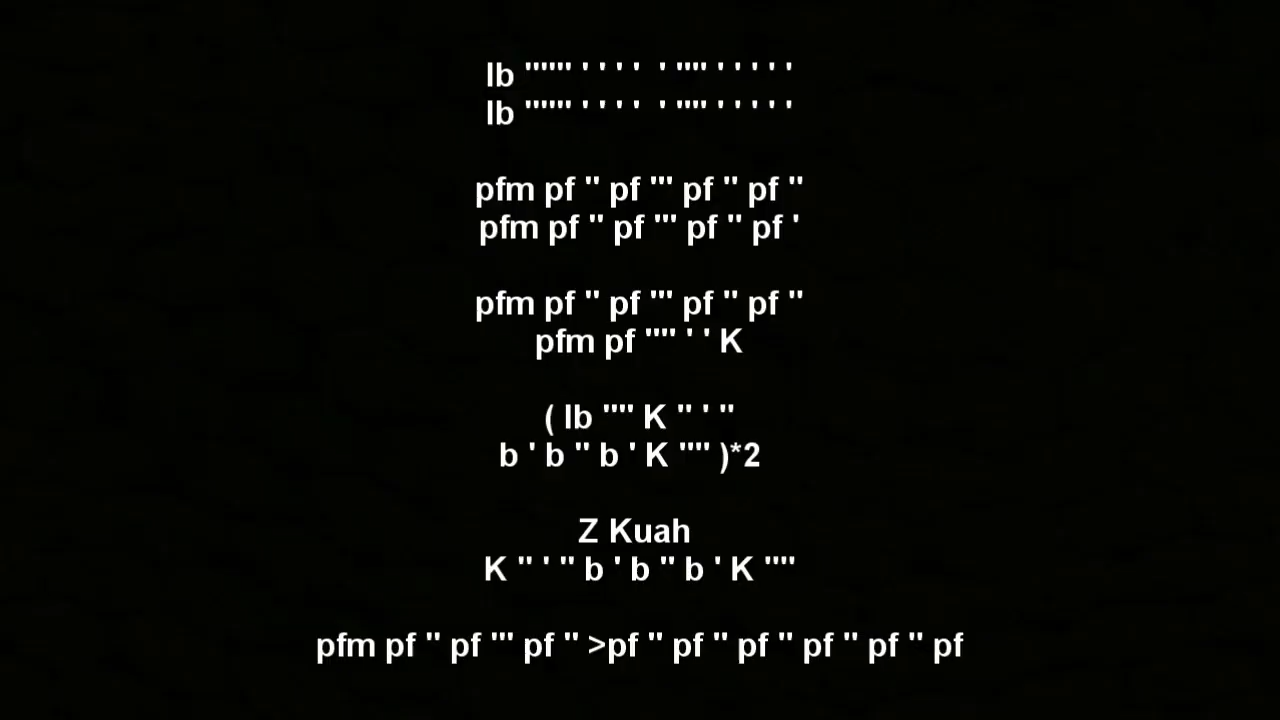 lb """ ' ' ' '  ' "" ' ' ' ' '
lb """ ' ' ' '  ' "" ' ' ' ' '
pfm pf " pf "' pf " pf "
pfm pf " pf "' pf " pf '
pfm pf " pf "' pf " pf "
pfm pf "" ' ' K
( lb "" K " ' "
b ' b " b ' K "" )*2
Z Kuah
K " ' " b ' b " b ' K ""
pfm pf " pf "' pf " >pf " pf " pf " pf " pf " pf